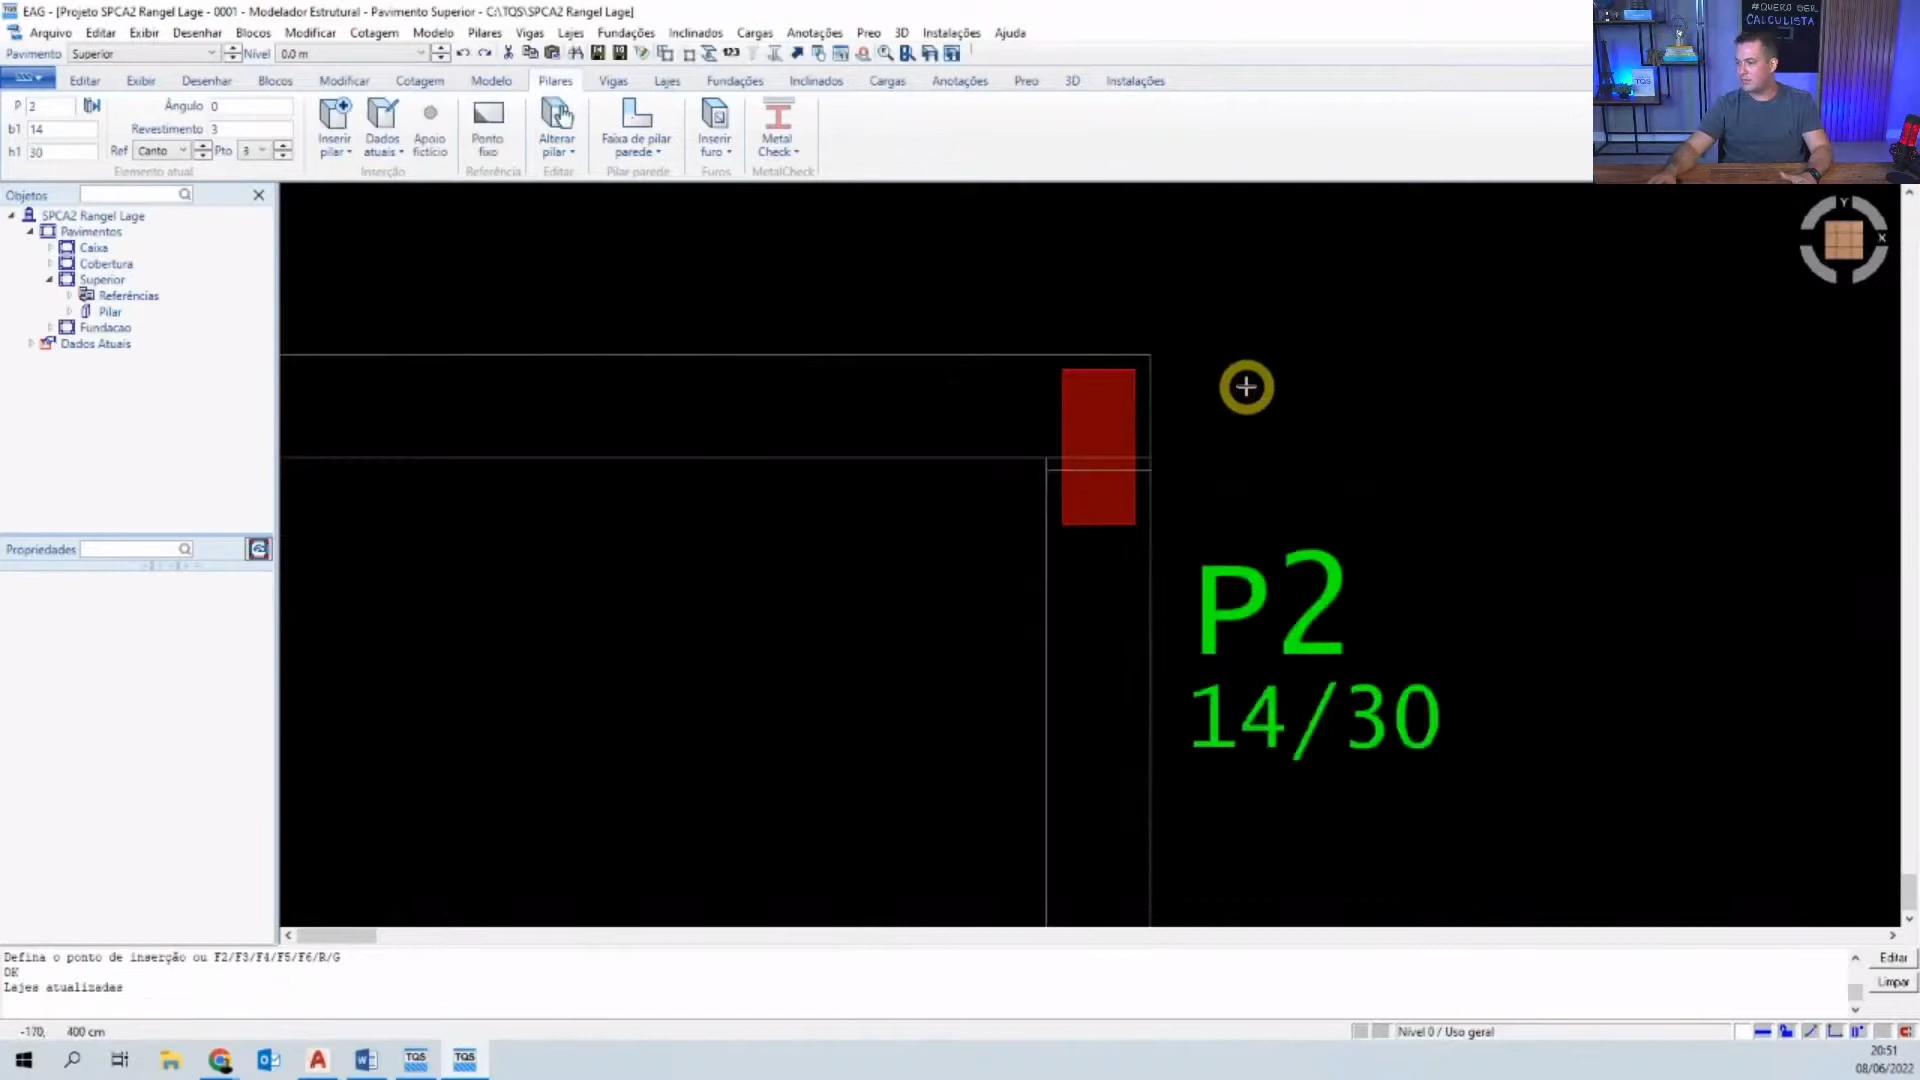 EAG - [Projeto SPCA2 Rangel Lage - 0001 - Modelador Estrutural - Pavimento Superior - C:\TQS\SPCA2 Rangel Lage]
Arquivo Editar Exibir Desenhar Blocos Modificar Cotagem Modelo Pilares Vigas Lajes Fundações Inclinados Cargas Anotações Preo 3D Instalações Ajuda
Pavimento Superior Nível 0.0 m 123
Editar Exibir Desenhar Blocos Modificar Cotagem Modelo Pilares Vigas Lajes Fundações Inclinados Cargas Anotações Preo 3D Instalações
P 2 Ângulo 0
b1 14 Revestimento 3
h1 30 Ref Canto Pto 3
Elemento atual
Inserir pilar
Dados atuais
Apoio fictício
Inserção
Ponto fixo
Referência
Alterar pilar
Editar
Faixa de pilar parede
Pilar parede
Inserir furo
Furos
Metal Check
MetalCheck
#QUERO SER
CALCULISTA
TQS
Objetos
SPCA2 Rangel Lage
Pavimentos
Caixa
Cobertura
Superior
Referências
Pilar
Fundacao
Dados Atuais
Propriedades
Y
X
P2
14/30
Defina o ponto de inserção ou F2/F3/F4/F5/F6/R/G
OK
Lajes atualizadas
Editar
Limpar
-170, 400 cm
Nível 0 / Uso geral
TQS
TQS
20:51
08/06/2022